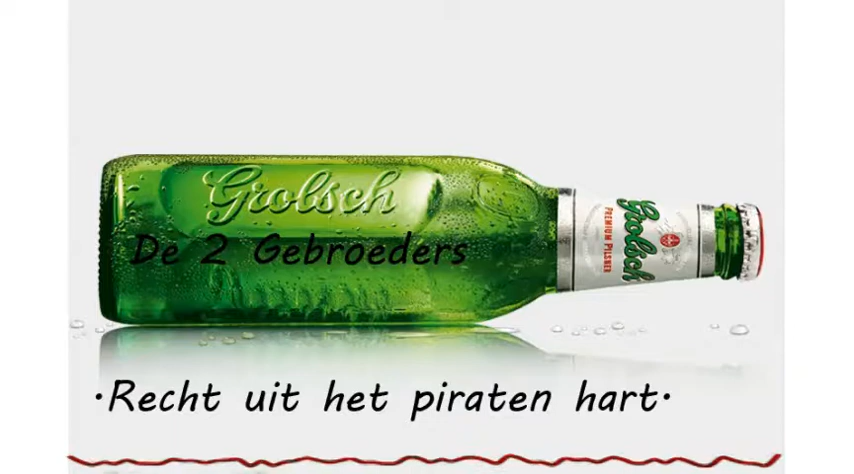 Grolsch
De 2 Gebroeders
Grolsch
PREMIUM PILSNER
·Recht uit het piraten hart·